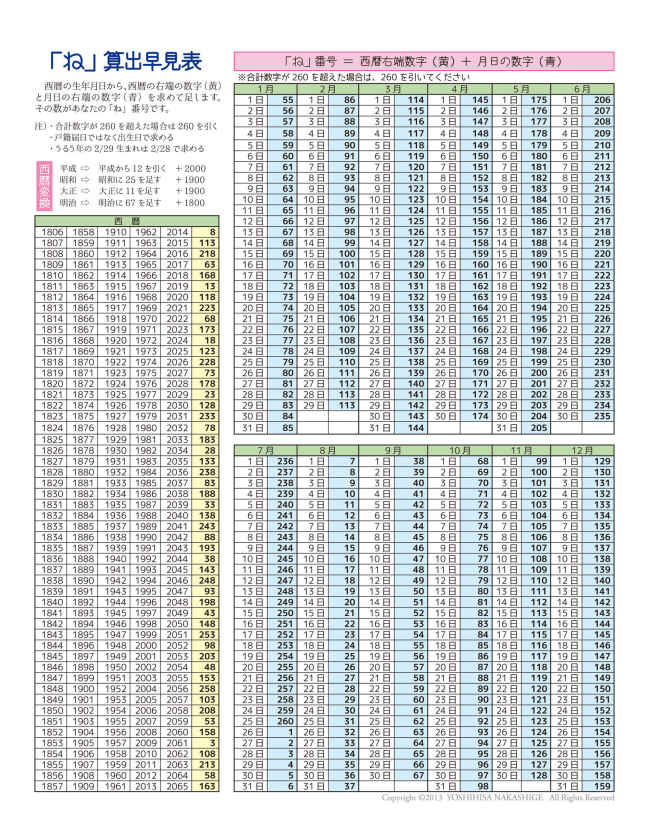 「ね」算出早見表
西暦の生年月日から、西暦の右端の数字(黄)
と月日の右端の数字(青)を求めて足します。
その数があなたの「ね」番号です。
注)・合計数字が260を超えた場合は260を引く
・戸籍届日ではなく出生日で求める
・うるう年の2/29生まれは2/28で求める
西暦変換
平成 ⇨ 平成から12を引く +2000
昭和 ⇨ 昭和に25を足す +1900
大正 ⇨ 大正に11を足す +1900
明治 ⇨ 明治に67を足す +1800
西 暦
1806 1858 1910 1962 2014 8
1807 1859 1911 1963 2015 113
1808 1860 1912 1964 2016 218
1809 1861 1913 1965 2017 63
1810 1862 1914 1966 2018 168
1811 1863 1915 1967 2019 13
1812 1864 1916 1968 2020 118
1813 1865 1917 1969 2021 223
1814 1866 1918 1970 2022 68
1815 1867 1919 1971 2023 173
1816 1868 1920 1972 2024 18
1817 1869 1921 1973 2025 123
1818 1870 1922 1974 2026 228
1819 1871 1923 1975 2027 73
1820 1872 1924 1976 2028 178
1821 1873 1925 1977 2029 23
1822 1874 1926 1978 2030 128
1823 1875 1927 1979 2031 233
1824 1876 1928 1980 2032 78
1825 1877 1929 1981 2033 183
1826 1878 1930 1982 2034 28
1827 1879 1931 1983 2035 133
1828 1880 1932 1984 2036 238
1829 1881 1933 1985 2037 83
1830 1882 1934 1986 2038 188
1831 1883 1935 1987 2039 33
1832 1884 1936 1988 2040 138
1833 1885 1937 1989 2041 243
1834 1886 1938 1990 2042 88
1835 1887 1939 1991 2043 193
1836 1888 1940 1992 2044 38
1837 1889 1941 1993 2045 143
1838 1890 1942 1994 2046 248
1839 1891 1943 1995 2047 93
1840 1892 1944 1996 2048 198
1841 1893 1945 1997 2049 43
1842 1894 1946 1998 2050 148
1843 1895 1947 1999 2051 253
1844 1896 1948 2000 2052 98
1845 1897 1949 2001 2053 203
1846 1898 1950 2002 2054 48
1847 1899 1951 2003 2055 153
1848 1900 1952 2004 2056 258
1849 1901 1953 2005 2057 103
1850 1902 1954 2006 2058 208
1851 1903 1955 2007 2059 53
1852 1904 1956 2008 2060 158
1853 1905 1957 2009 2061 3
1854 1906 1958 2010 2062 108
1855 1907 1959 2011 2063 213
1856 1908 1960 2012 2064 58
1857 1909 1961 2013 2065 163
「ね」番号 = 西暦右端数字(黄)+ 月日の数字(青)
※合計数字が260を超えた場合は、260を引いてください
1月 2月 3月 4月 5月 6月
1日 55 1日 86 1日 114 1日 145 1日 175 1日 206
2日 56 2日 87 2日 115 2日 146 2日 176 2日 207
3日 57 3日 88 3日 116 3日 147 3日 177 3日 208
4日 58 4日 89 4日 117 4日 148 4日 178 4日 209
5日 59 5日 90 5日 118 5日 149 5日 179 5日 210
6日 60 6日 91 6日 119 6日 150 6日 180 6日 211
7日 61 7日 92 7日 120 7日 151 7日 181 7日 212
8日 62 8日 93 8日 121 8日 152 8日 182 8日 213
9日 63 9日 94 9日 122 9日 153 9日 183 9日 214
10日 64 10日 95 10日 123 10日 154 10日 184 10日 215
11日 65 11日 96 11日 124 11日 155 11日 185 11日 216
12日 66 12日 97 12日 125 12日 156 12日 186 12日 217
13日 67 13日 98 13日 126 13日 157 13日 187 13日 218
14日 68 14日 99 14日 127 14日 158 14日 188 14日 219
15日 69 15日 100 15日 128 15日 159 15日 189 15日 220
16日 70 16日 101 16日 129 16日 160 16日 190 16日 221
17日 71 17日 102 17日 130 17日 161 17日 191 17日 222
18日 72 18日 103 18日 131 18日 162 18日 192 18日 223
19日 73 19日 104 19日 132 19日 163 19日 193 19日 224
20日 74 20日 105 20日 133 20日 164 20日 194 20日 225
21日 75 21日 106 21日 134 21日 165 21日 195 21日 226
22日 76 22日 107 22日 135 22日 166 22日 196 22日 227
23日 77 23日 108 23日 136 23日 167 23日 197 23日 228
24日 78 24日 109 24日 137 24日 168 24日 198 24日 229
25日 79 25日 110 25日 138 25日 169 25日 199 25日 230
26日 80 26日 111 26日 139 26日 170 26日 200 26日 231
27日 81 27日 112 27日 140 27日 171 27日 201 27日 232
28日 82 28日 113 28日 141 28日 172 28日 202 28日 233
29日 83 29日 113 29日 142 29日 173 29日 203 29日 234
30日 84 30日 143 30日 174 30日 204 30日 235
31日 85 31日 144 31日 205
7月 8月 9月 10月 11月 12月
1日 236 1日 7 1日 38 1日 68 1日 99 1日 129
2日 237 2日 8 2日 39 2日 69 2日 100 2日 130
3日 238 3日 9 3日 40 3日 70 3日 101 3日 131
4日 239 4日 10 4日 41 4日 71 4日 102 4日 132
5日 240 5日 11 5日 42 5日 72 5日 103 5日 133
6日 241 6日 12 6日 43 6日 73 6日 104 6日 134
7日 242 7日 13 7日 44 7日 74 7日 105 7日 135
8日 243 8日 14 8日 45 8日 75 8日 106 8日 136
9日 244 9日 15 9日 46 9日 76 9日 107 9日 137
10日 245 10日 16 10日 47 10日 77 10日 108 10日 138
11日 246 11日 17 11日 48 11日 78 11日 109 11日 139
12日 247 12日 18 12日 49 12日 79 12日 110 12日 140
13日 248 13日 19 13日 50 13日 80 13日 111 13日 141
14日 249 14日 20 14日 51 14日 81 14日 112 14日 142
15日 250 15日 21 15日 52 15日 82 15日 113 15日 143
16日 251 16日 22 16日 53 16日 83 16日 114 16日 144
17日 252 17日 23 17日 54 17日 84 17日 115 17日 145
18日 253 18日 24 18日 55 18日 85 18日 116 18日 146
19日 254 19日 25 19日 56 19日 86 19日 117 19日 147
20日 255 20日 26 20日 57 20日 87 20日 118 20日 148
21日 256 21日 27 21日 58 21日 88 21日 119 21日 149
22日 257 22日 28 22日 59 22日 89 22日 120 22日 150
23日 258 23日 29 23日 60 23日 90 23日 121 23日 151
24日 259 24日 30 24日 61 24日 91 24日 122 24日 152
25日 260 25日 31 25日 62 25日 92 25日 123 25日 153
26日 1 26日 32 26日 63 26日 93 26日 124 26日 154
27日 2 27日 33 27日 64 27日 94 27日 125 27日 155
28日 3 28日 34 28日 65 28日 95 28日 126 28日 156
29日 4 29日 35 29日 66 29日 96 29日 127 29日 157
30日 5 30日 36 30日 67 30日 97 30日 128 30日 158
31日 6 31日 37 31日 98 31日 159
Copyright ©2013 YOSHIHISA NAKASHIGE All Rights Reserved